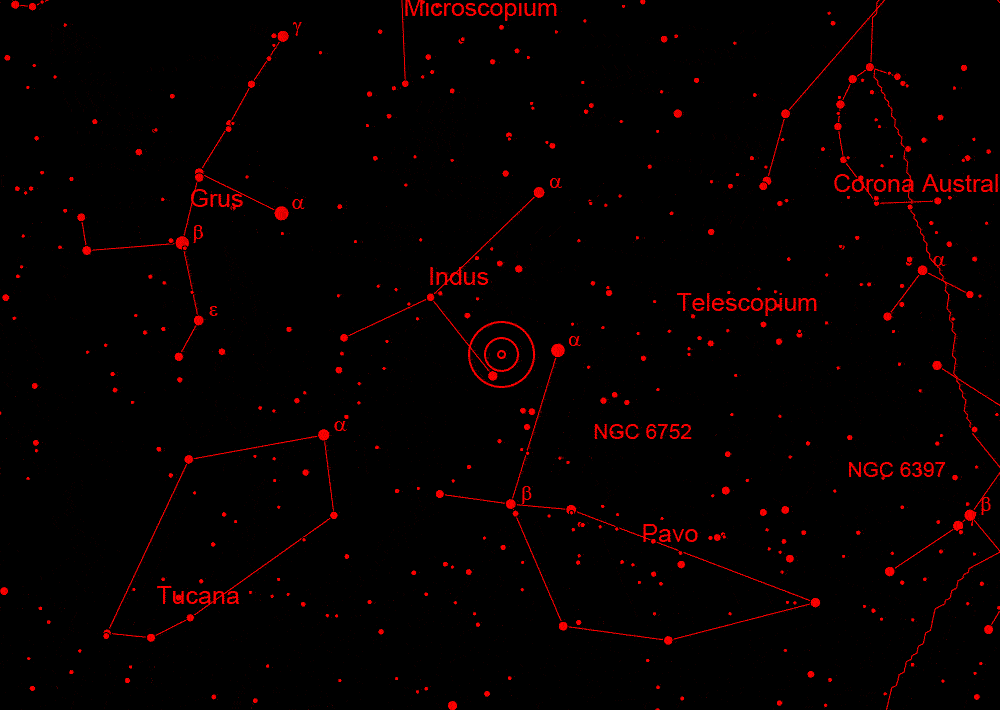 Microscopium
γ
α
Corona Austral
Grus
α
β
α
Indus
Telescopium
ε
α
α
NGC 6752
NGC 6397
β
β
Pavo
Tucana